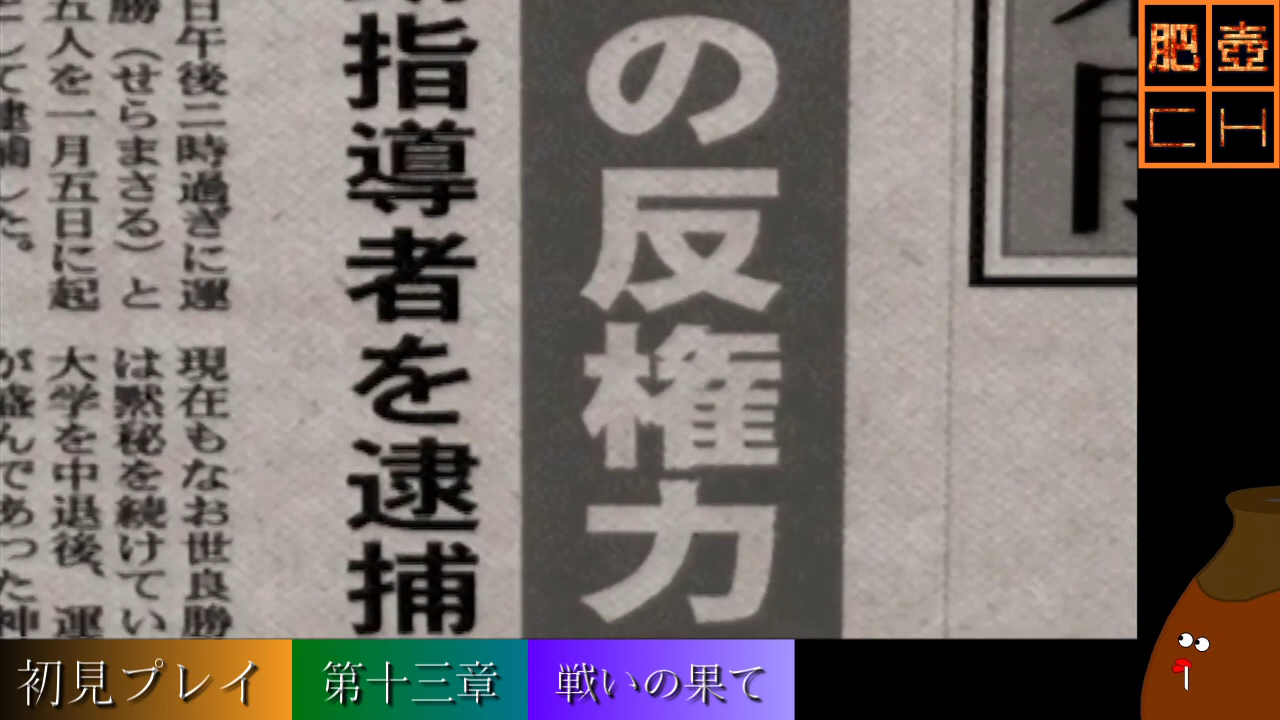 の反権力
指導者を逮捕
日午後二時過ぎに運
勝（せらまさる）と
五人を一月五日に起
して逮捕した。
現在もなお世良勝
は黙秘を続けてい
大学を中退後、運
が盛んであった神
肥壺
CH
初見プレイ
第十三章
戦いの果て